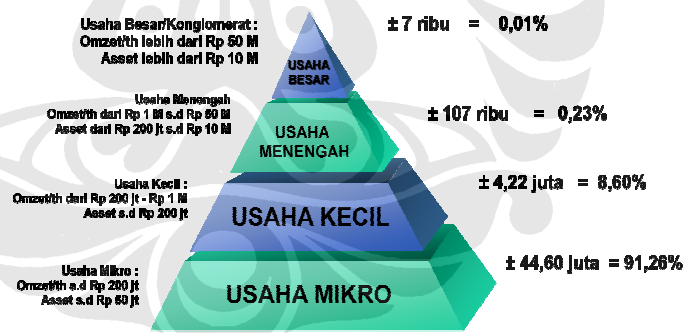 Usaha Besar/Konglomerat :
Omzet/th lebih dari Rp 50 M
Asset lebih dari Rp 10 M
± 7 ribu = 0,01%
USAHA
BESAR
Usaha Menengah
Omzet/th dari Rp 1 M s.d Rp 50 M
Asset dari Rp 200 jt s.d Rp 10 M
± 107 ribu = 0,23%
USAHA
MENENGAH
Usaha Kecil :
Omzet/th dari Rp 200 jt - Rp 1 M
Asset s.d Rp 200 jt
± 4,22 juta = 8,60%
USAHA KECIL
Usaha Mikro :
Omzet/th s.d Rp 200 jt
Asset s.d Rp 50 jt
± 44,60 juta = 91,26%
USAHA MIKRO